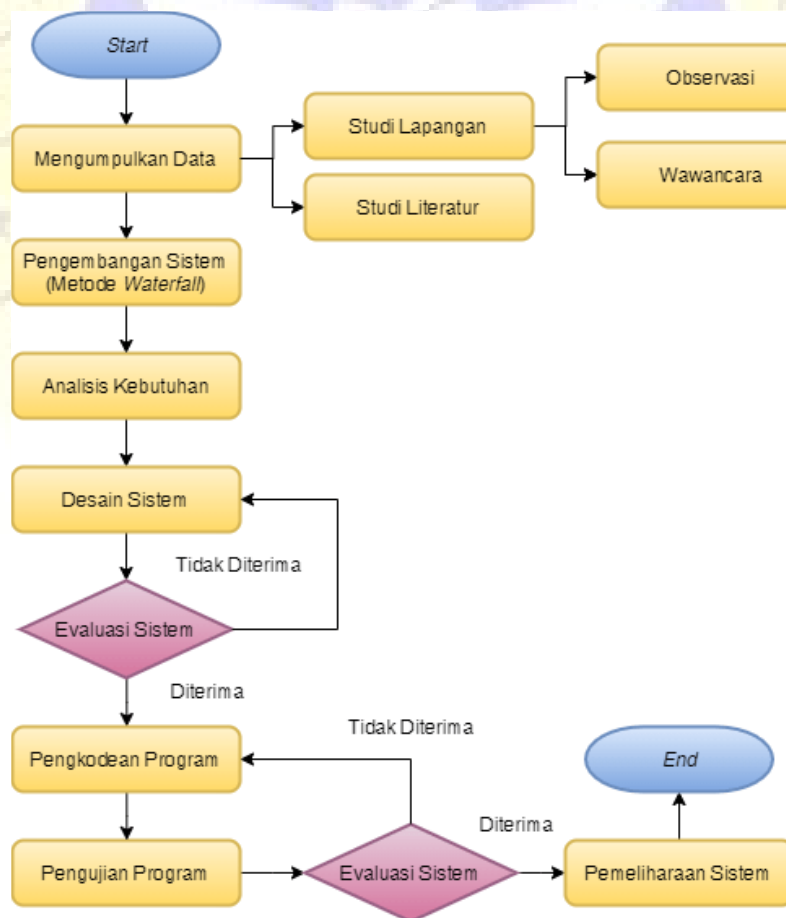 Start
Mengumpulkan Data
Studi Lapangan
Observasi
Wawancara
Studi Literatur
Pengembangan Sistem
(Metode Waterfall)
Analisis Kebutuhan
Desain Sistem
Tidak Diterima
Evaluasi Sistem
Diterima
Pengkodean Program
Tidak Diterima
End
Pengujian Program
Evaluasi Sistem
Diterima
Pemeliharaan Sistem